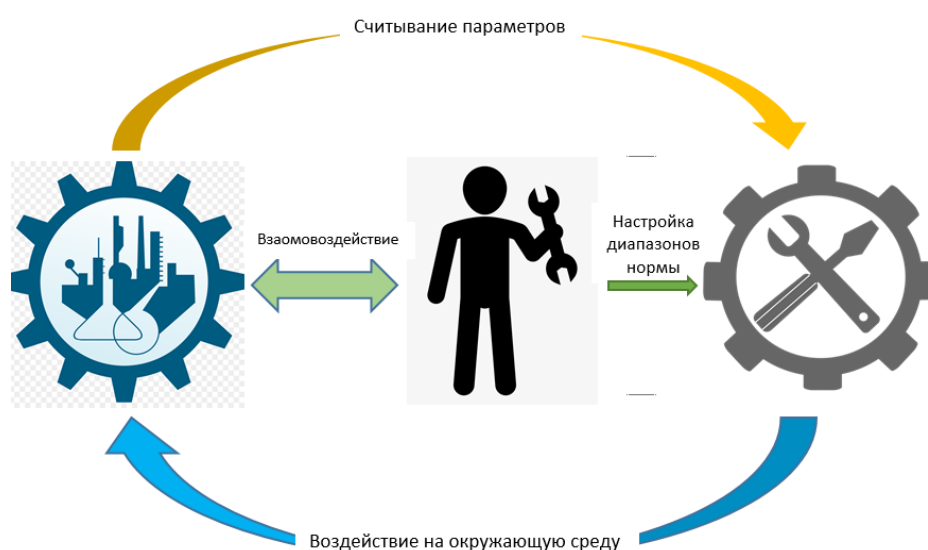 Считывание параметров
Взаомовоздействие
Настройка
диапазонов
нормы
Воздействие на окружающую среду